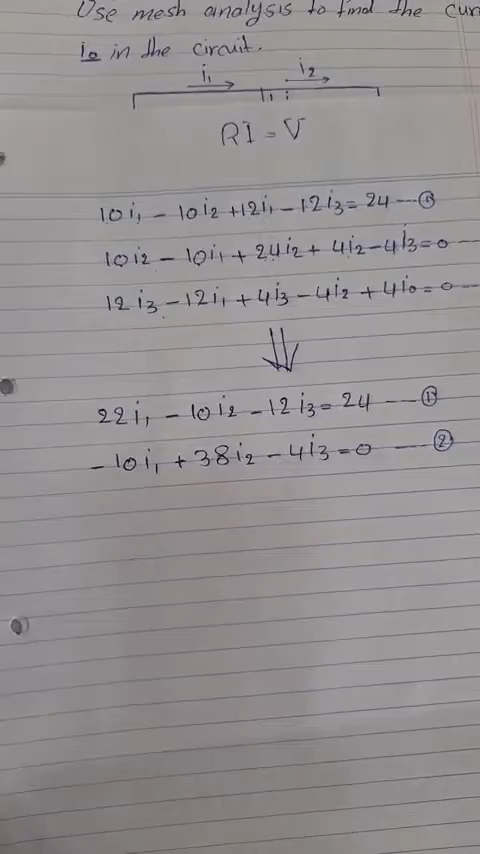 Use mesh analysis to find the
io in the circuit.
i1 i2
Ri = V
10i1 - 10i2 + 12i1 - 12i3 = 24 --- ①
10i2 - 10i1 + 24i2 + 4i2 - 4i3 = 0 ---
12i3 - 12i1 + 4i3 - 4i2 + 4i0 = 0 ---
22i1 - 10i2 - 12i3 = 24 --- ①
-10i1 + 38i2 - 4i3 = 0 --- ②